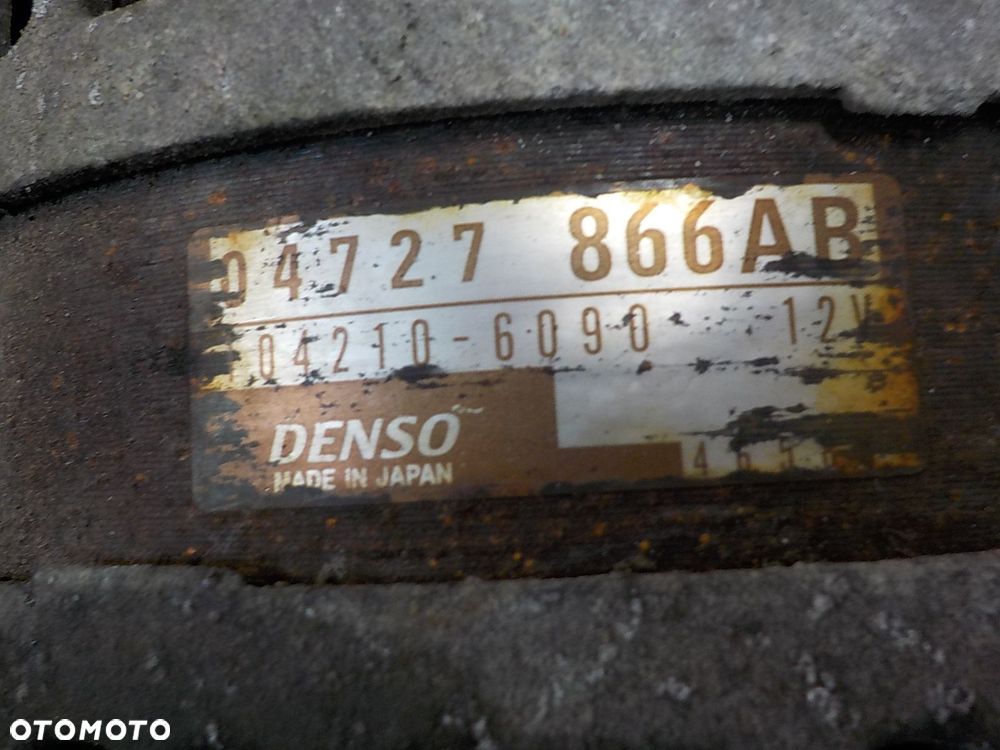 04727 866AB
04210-6090 12V
DENSO
MADE IN JAPAN
OTOMOTO